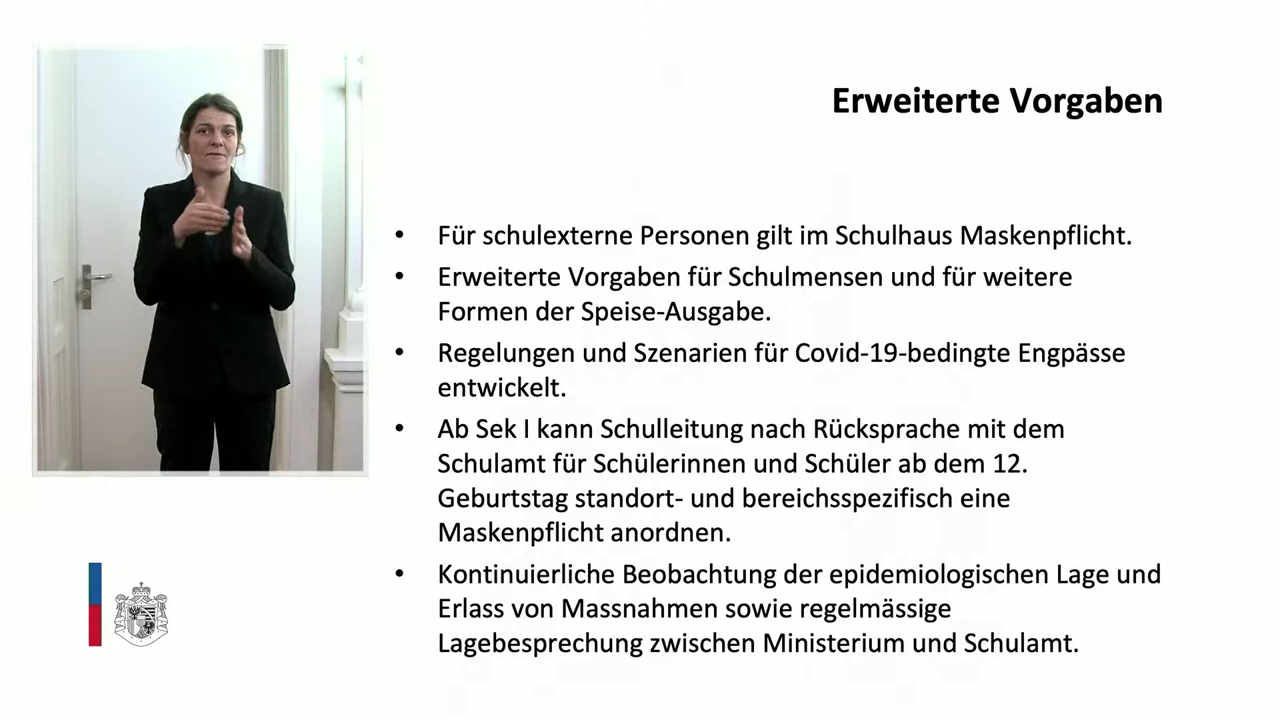 Erweiterte Vorgaben
• Für schulexterne Personen gilt im Schulhaus Maskenpflicht.
• Erweiterte Vorgaben für Schulmensen und für weitere
Formen der Speise-Ausgabe.
• Regelungen und Szenarien für Covid-19-bedingte Engpässe
entwickelt.
• Ab Sek I kann Schulleitung nach Rücksprache mit dem
Schulamt für Schülerinnen und Schüler ab dem 12.
Geburtstag standort- und bereichsspezifisch eine
Maskenpflicht anordnen.
• Kontinuierliche Beobachtung der epidemiologischen Lage und
Erlass von Massnahmen sowie regelmässige
Lagebesprechung zwischen Ministerium und Schulamt.